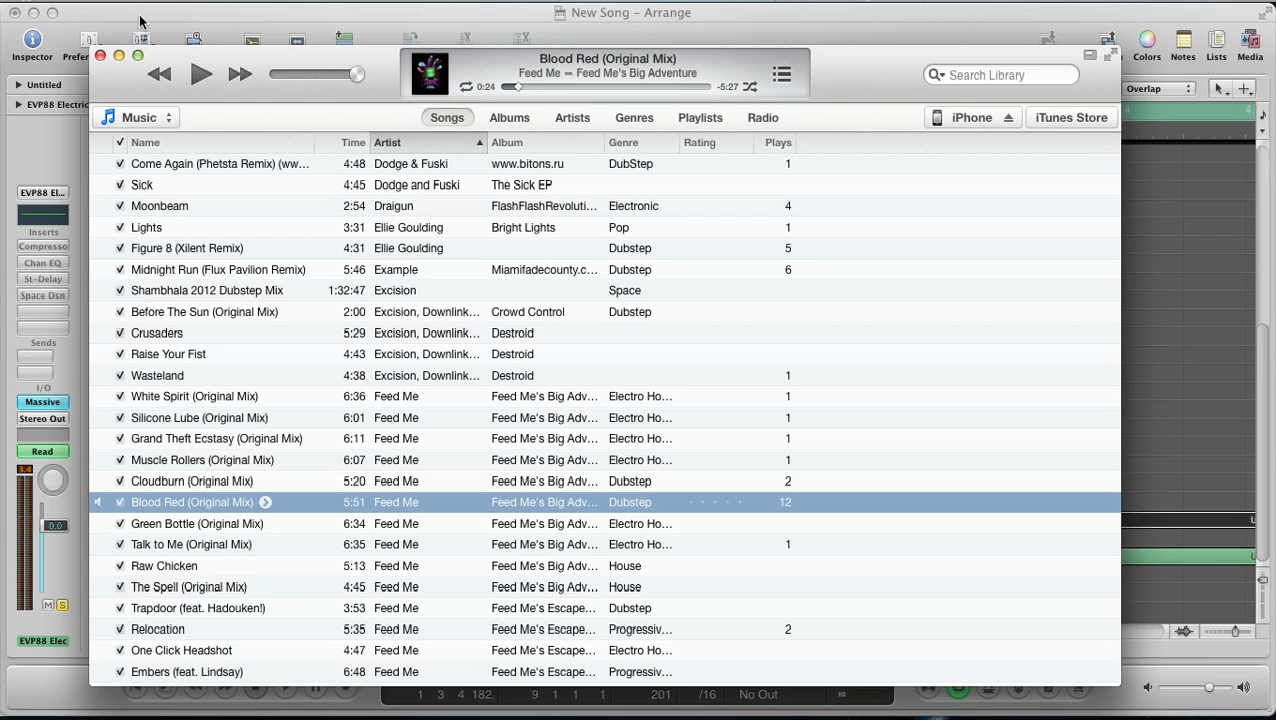 New Song - Arrange
Inspector
Colors Notes Lists Media
Blood Red (Original Mix)
Feed Me — Feed Me's Big Adventure
0:24 -5:27
Search Library
Untitled
Overlap
EVP88 Electric
Music Songs Albums Artists Genres Playlists Radio iPhone iTunes Store
Name Time Artist Album Genre Rating Plays
Come Again (Phetsta Remix) (ww... 4:48 Dodge & Fuski www.bitons.ru DubStep 1
Sick 4:45 Dodge and Fuski The Sick EP
Moonbeam 2:54 Draigun FlashFlashRevoluti... Electronic 4
Lights 3:31 Ellie Goulding Bright Lights Pop 1
Figure 8 (Xilent Remix) 4:31 Ellie Goulding Dubstep 5
Midnight Run (Flux Pavilion Remix) 5:46 Example Miamifadecounty.c... Dubstep 6
Shambhala 2012 Dubstep Mix 1:32:47 Excision Space
Before The Sun (Original Mix) 2:00 Excision, Downlink... Crowd Control Dubstep
Crusaders 5:29 Excision, Downlink... Destroid
Raise Your Fist 4:43 Excision, Downlink... Destroid
Wasteland 4:38 Excision, Downlink... Destroid 1
White Spirit (Original Mix) 6:36 Feed Me Feed Me's Big Adv... Electro Ho... 1
Silicone Lube (Original Mix) 6:01 Feed Me Feed Me's Big Adv... Electro Ho... 1
Grand Theft Ecstasy (Original Mix) 6:11 Feed Me Feed Me's Big Adv... Electro Ho... 1
Muscle Rollers (Original Mix) 6:07 Feed Me Feed Me's Big Adv... Electro Ho... 1
Cloudburn (Original Mix) 5:20 Feed Me Feed Me's Big Adv... Dubstep 2
Blood Red (Original Mix) 5:51 Feed Me Feed Me's Big Adv... Dubstep 12
Green Bottle (Original Mix) 6:34 Feed Me Feed Me's Big Adv... Electro Ho...
Talk to Me (Original Mix) 6:35 Feed Me Feed Me's Big Adv... Electro Ho... 1
Raw Chicken 5:13 Feed Me Feed Me's Big Adv... House
The Spell (Original Mix) 4:45 Feed Me Feed Me's Big Adv... House
Trapdoor (feat. Hadouken!) 3:53 Feed Me Feed Me's Escape... Dubstep
Relocation 5:35 Feed Me Feed Me's Escape... Progressiv... 2
One Click Headshot 4:47 Feed Me Feed Me's Escape... Electro Ho...
Embers (feat. Lindsay) 6:48 Feed Me Feed Me's Escape... Progressiv...
EVP88 El...
Inserts
Compresso
Chan EQ
St-Delay
Space Dsn
Sends
I/O
Massive
Stereo Out
Read
3.4
0.0
M S
EVP88 Elec
1 3 4 182. 9 1 1 1 201 /16 No Out